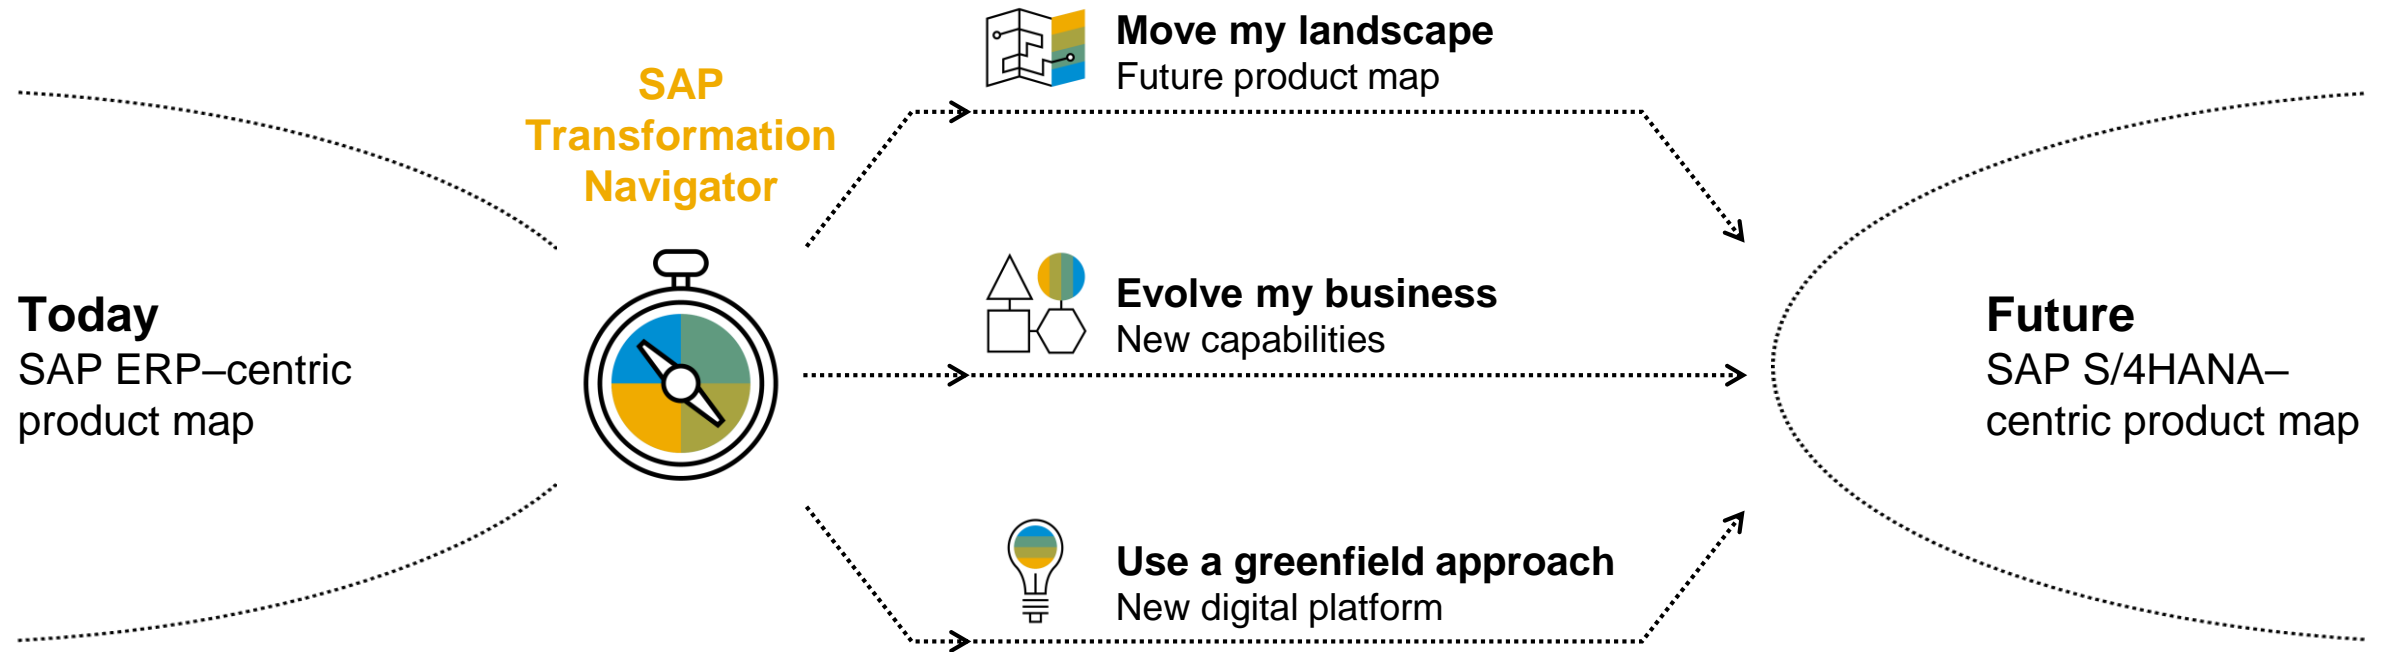 Today
SAP ERP–centric
product map
SAP
Transformation
Navigator
Move my landscape
Future product map
Evolve my business
New capabilities
Use a greenfield approach
New digital platform
Future
SAP S/4HANA–
centric product map